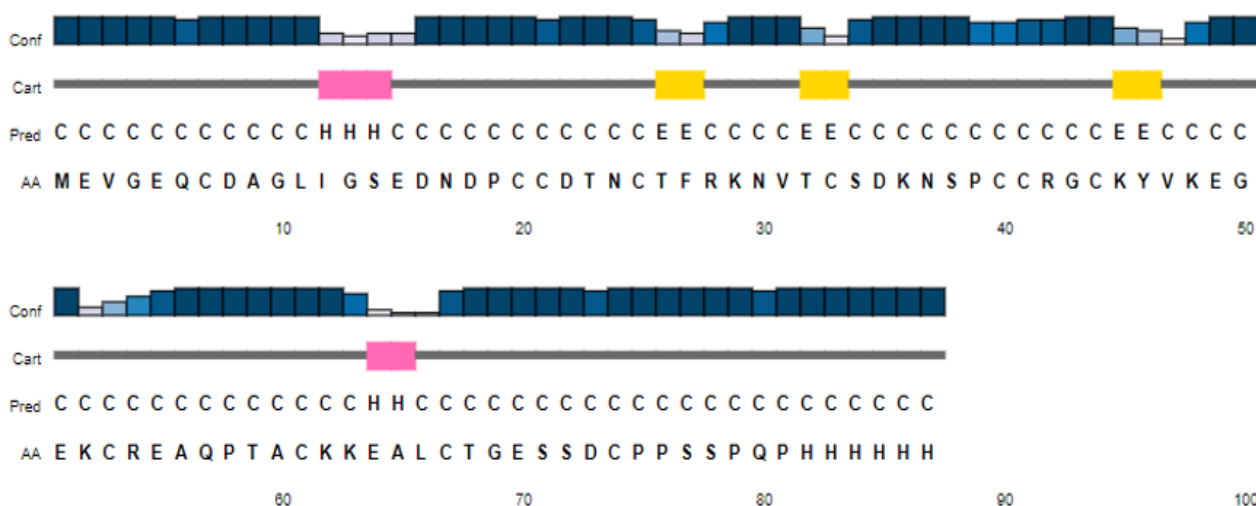 Conf
Cart
Pred C C C C C C C C C C C H H H C C C C C C C C C C C E E C C C C E E C C C C C C C C C C C E E C C C C
AA M E V G E Q C D A G L I G S E D N D P C C D T N C T F R K N V T C S D K N S P C C R G C K Y V K E G
10 20 30 40 50
Conf
Cart
Pred C C C C C C C C C C C C C H H C C C C C C C C C C C C C C C C C C C C C C
AA E K C R E A Q P T A C K K E A L C T G E S S D C P P S S P Q P H H H H H H
60 70 80 90 100